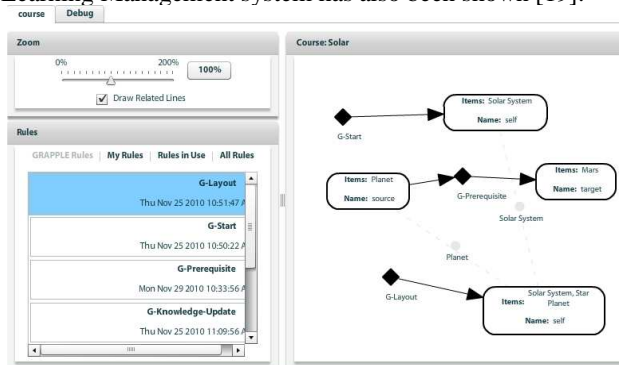 Learning Management system has also been shown [19].
course Debug
Zoom
0% 200% 100%
Draw Related Lines
Rules
GRAPPLE Rules | My Rules | Rules in Use | All Rules
G-Layout
Thu Nov 25 2010 10:51:47 A
G-Start
Thu Nov 25 2010 10:50:22 A
G-Prerequisite
Mon Nov 29 2010 10:33:56 A
G-Knowledge-Update
Thu Nov 25 2010 11:09:56 A
Course: Solar
Items: Solar System
Name: self
G-Start
Items: Planet
Name: source
G-Prerequisite
Items: Mars
Name: target
Solar System
Planet
G-Layout
Items: Solar System, Star
Planet
Name: self